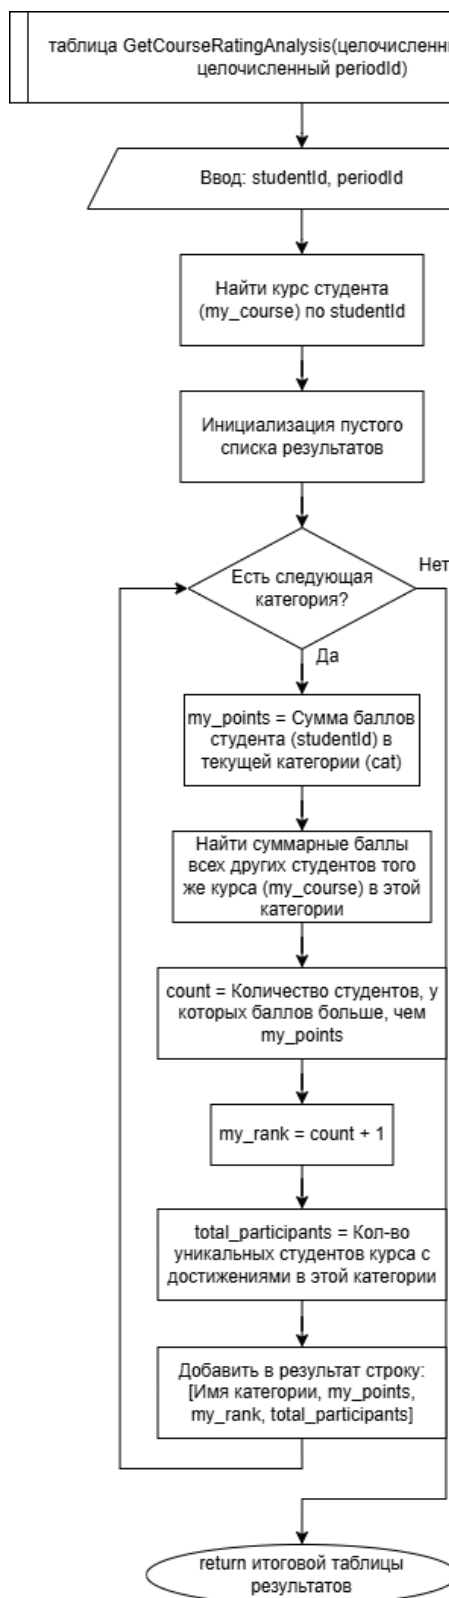 таблица GetCourseRatingAnalysis(целочисленн
целочисленный periodId)
Ввод: studentId, periodId
Найти курс студента
(my_course) по studentId
Инициализация пустого
списка результатов
Есть следующая
категория?
Нет
Да
my_points = Сумма баллов
студента (studentId) в
текущей категории (cat)
Найти суммарные баллы
всех других студентов того
же курса (my_course) в этой
категории
count = Количество студентов, у
которых баллов больше, чем
my_points
my_rank = count + 1
total_participants = Кол-во
уникальных студентов курса с
достижениями в этой категории
Добавить в результат строку:
[Имя категории, my_points,
my_rank, total_participants]
return итоговой таблицы
результатов